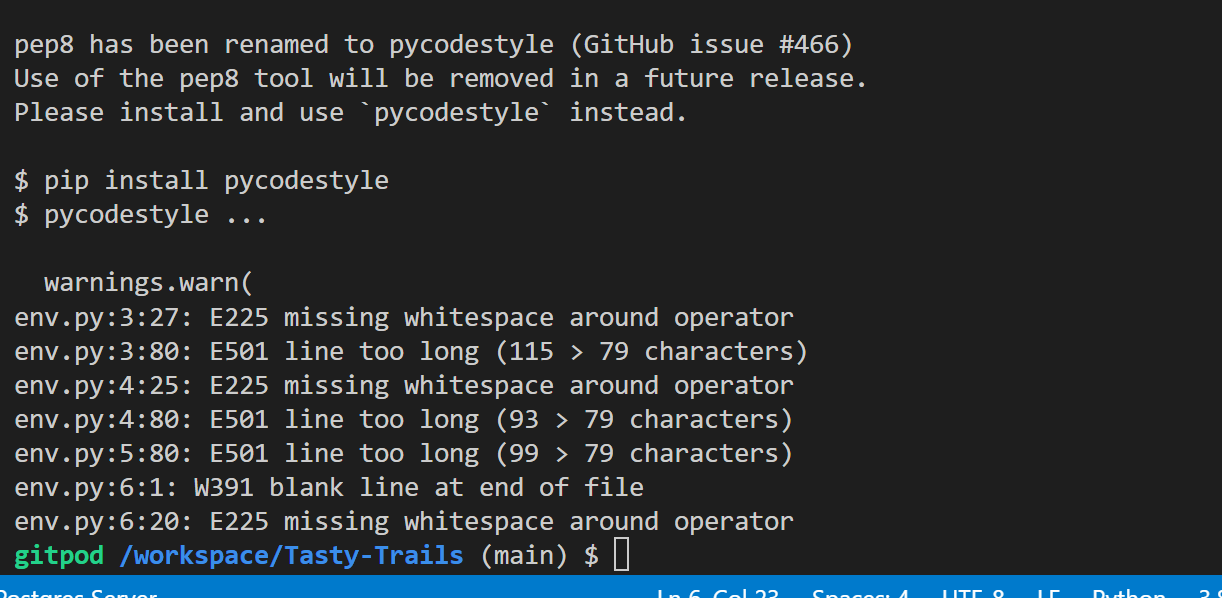 pep8 has been renamed to pycodestyle (GitHub issue #466)
Use of the pep8 tool will be removed in a future release.
Please install and use `pycodestyle` instead.
$ pip install pycodestyle
$ pycodestyle ...
warnings.warn(
env.py:3:27: E225 missing whitespace around operator
env.py:3:80: E501 line too long (115 > 79 characters)
env.py:4:25: E225 missing whitespace around operator
env.py:4:80: E501 line too long (93 > 79 characters)
env.py:5:80: E501 line too long (99 > 79 characters)
env.py:6:1: W391 blank line at end of file
env.py:6:20: E225 missing whitespace around operator
gitpod /workspace/Tasty-Trails (main) $
Postgres Server Ln 6, Col 23 Spaces: 4 UTF-8 LF Python